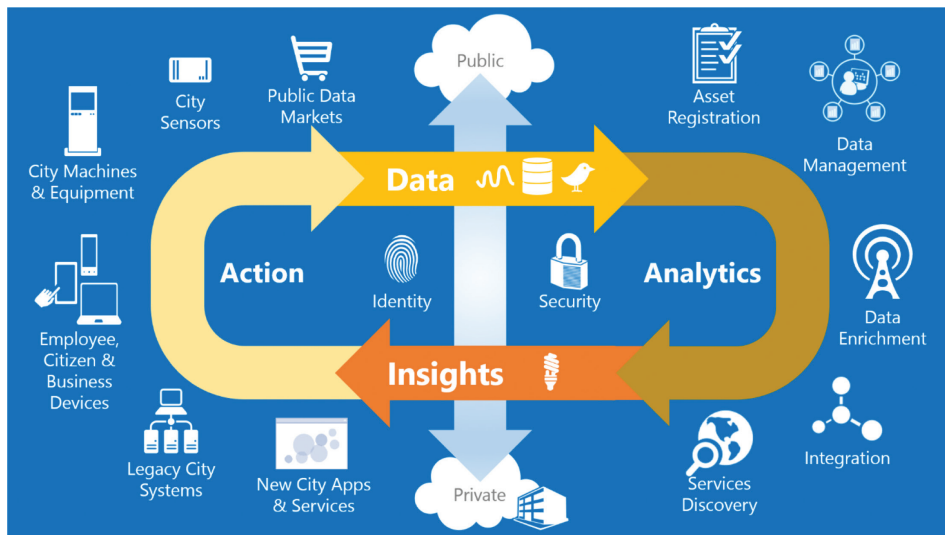 Public
City
Sensors
Public Data
Markets
Asset
Registration
Data
Management
City Machines
& Equipment
Data
Action
Identity
Security
Analytics
Data
Enrichment
Employee,
Citizen &
Business
Devices
Insights
Legacy City
Systems
New City Apps
& Services
Private
Services
Discovery
Integration